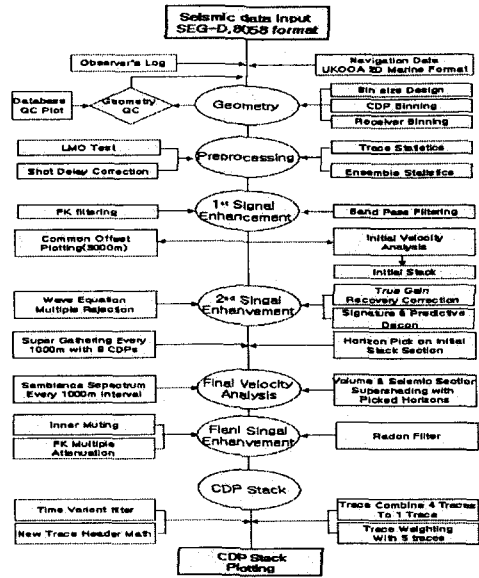 Seismic data input
SEG-D, 8058 format
Observer's Log
Navigation Data
UKOOA 2D Marine Format
Database
QC Plot
Geometry
QC
Geometry
Bin size Design
CDP Binning
Receiver Binning
LMO Test
Shot Delay Correction
Preprocessing
Trace Statistics
Ensemble Statistics
1st Signal
Enhancement
FK filtering
Band Pass Filtering
Common Offset
Plotting(3000m)
Initial Velocity
Analysis
Initial Stack
Wave Equation
Multiple Rejection
2nd Singal
Enhanvement
True Gain
Recovery Correction
Signature & Predictive
Decon
Super Gathering Every
1000m with 8 CDPs
Horizon Pick on Initial
Stack Section
Semblance Sepectrum
Every 1000m Interval
Final Velocity
Analysis
Volume & Seismic Section
Supershading with
Picked Horizons
Inner Muting
FK Multiple
Attenuation
Fianl Singal
Enhanvement
Radon Filter
CDP Stack
Time Variant filter
New Trace Header Math
Trace Combine 4 Traces
To 1 Trace
Trace Weighting
With 5 traces
CDP Stack
Plotting